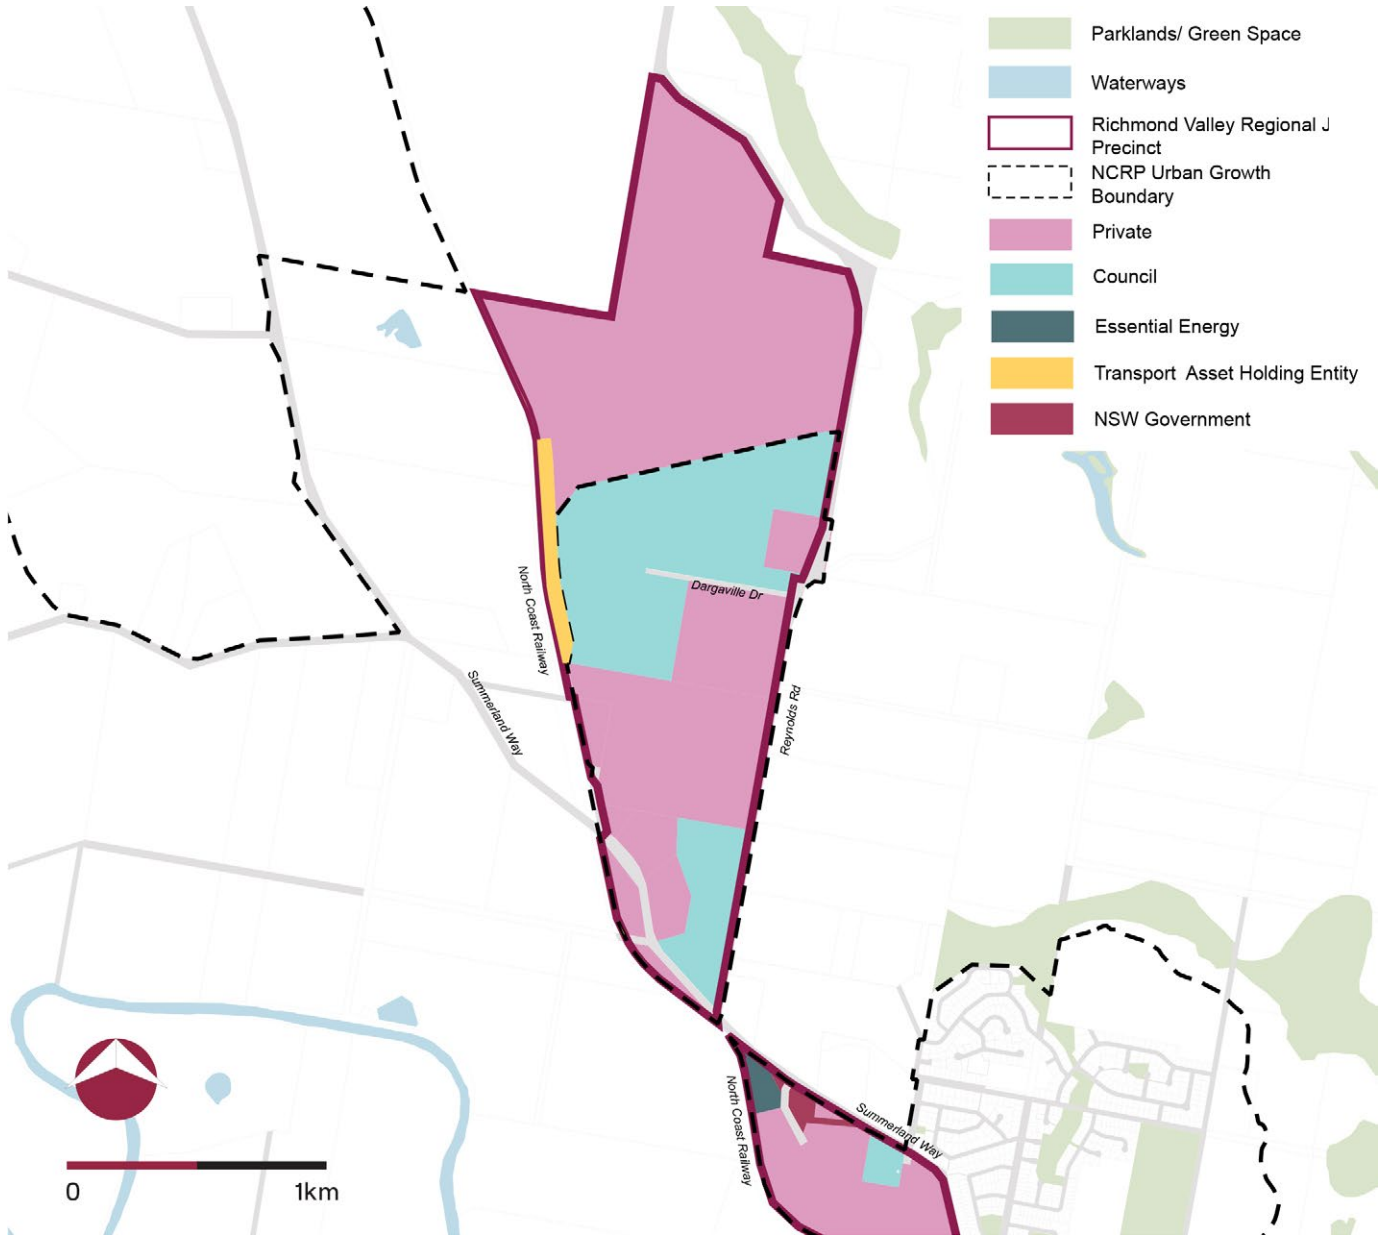 Parklands/ Green Space
Waterways
Richmond Valley Regional J
Precinct
NCRP Urban Growth
Boundary
Private
Council
Essential Energy
Transport Asset Holding Entity
NSW Government
Dargaville Dr
North Coast Railway
Summerland Way
Reynolds Rd
North Coast Railway
Summerland Way
0 1km